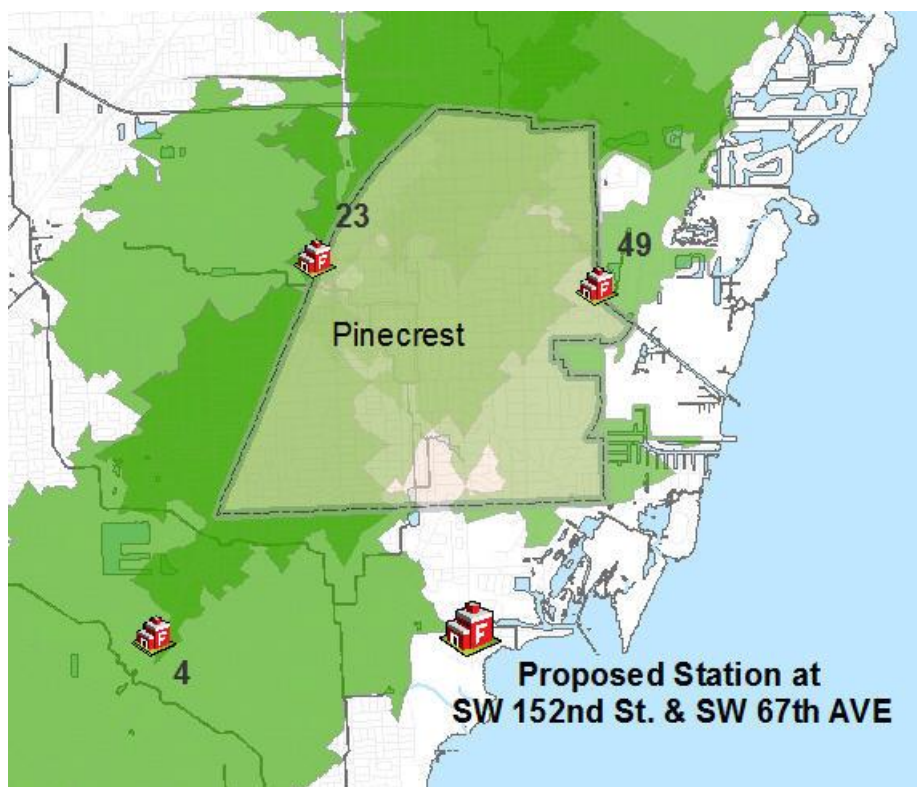 23
49
Pinecrest
4
Proposed Station at
SW 152nd St. & SW 67th AVE
F
F
F
F